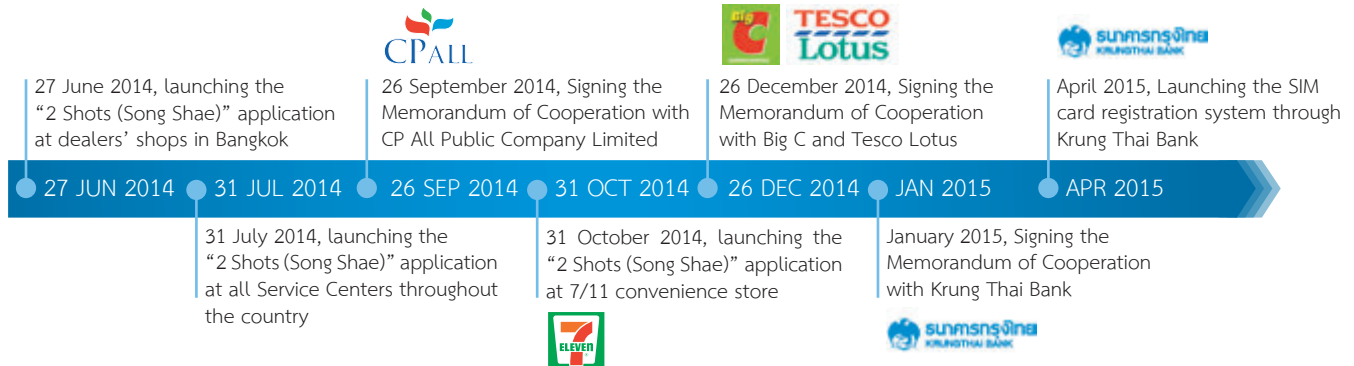 CPALL
Big C
TESCO
Lotus
ธนาคารกรุงไทย
KRUNGTHAI BANK
27 June 2014, launching the
“2 Shots (Song Shae)” application
at dealers’ shops in Bangkok
26 September 2014, Signing the
Memorandum of Cooperation with
CP All Public Company Limited
26 December 2014, Signing the
Memorandum of Cooperation
with Big C and Tesco Lotus
April 2015, Launching the SIM
card registration system through
Krung Thai Bank
27 JUN 2014
31 JUL 2014
26 SEP 2014
31 OCT 2014
26 DEC 2014
JAN 2015
APR 2015
31 July 2014, launching the
“2 Shots (Song Shae)” application
at all Service Centers throughout
the country
31 October 2014, launching the
“2 Shots (Song Shae)” application
at 7/11 convenience store
January 2015, Signing the
Memorandum of Cooperation
with Krung Thai Bank
7
ELEVEN
ธนาคารกรุงไทย
KRUNGTHAI BANK